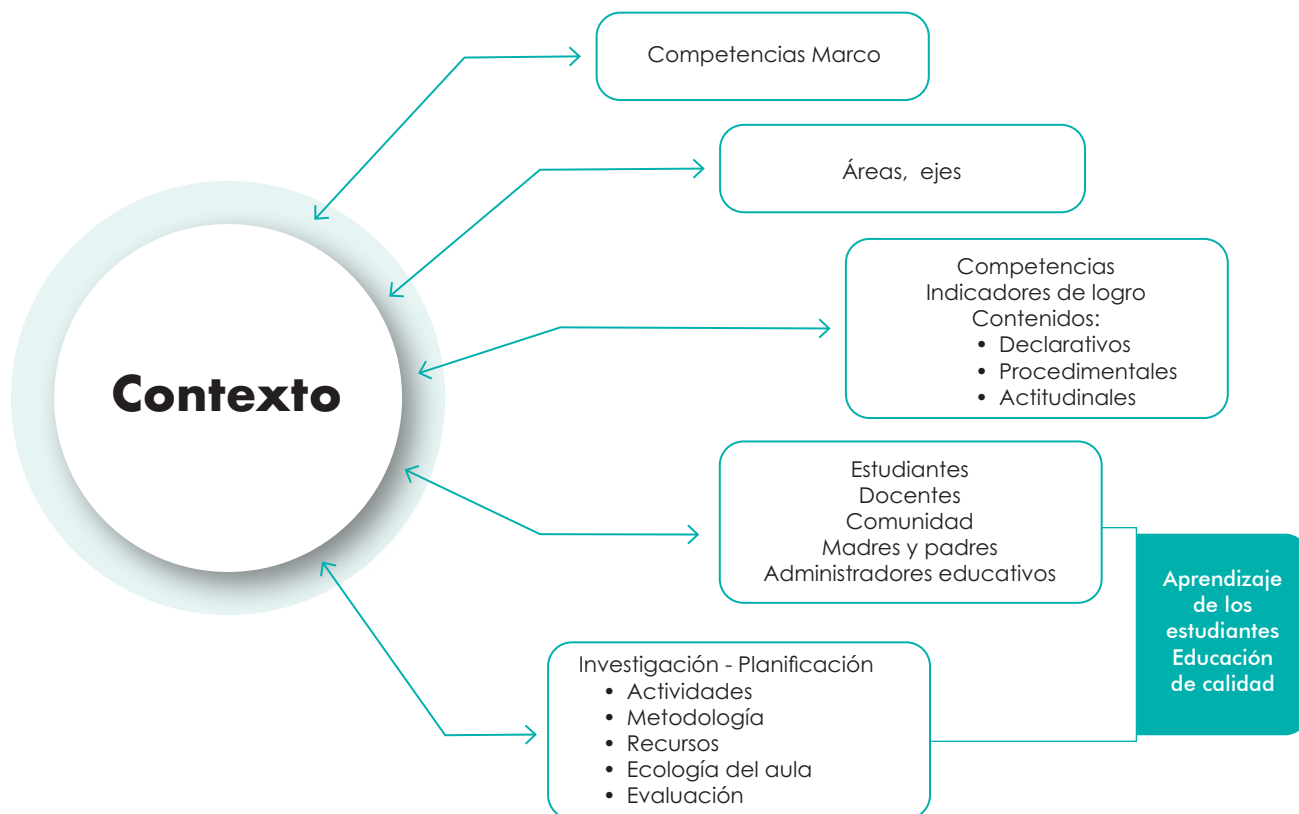 Competencias Marco
Áreas, ejes
Competencias
Indicadores de logro
Contenidos:
• Declarativos
• Procedimentales
• Actitudinales
Contexto
Estudiantes
Docentes
Comunidad
Madres y padres
Administradores educativos
Aprendizaje
de los
estudiantes
Educación
de calidad
Investigación - Planificación
• Actividades
• Metodología
• Recursos
• Ecología del aula
• Evaluación